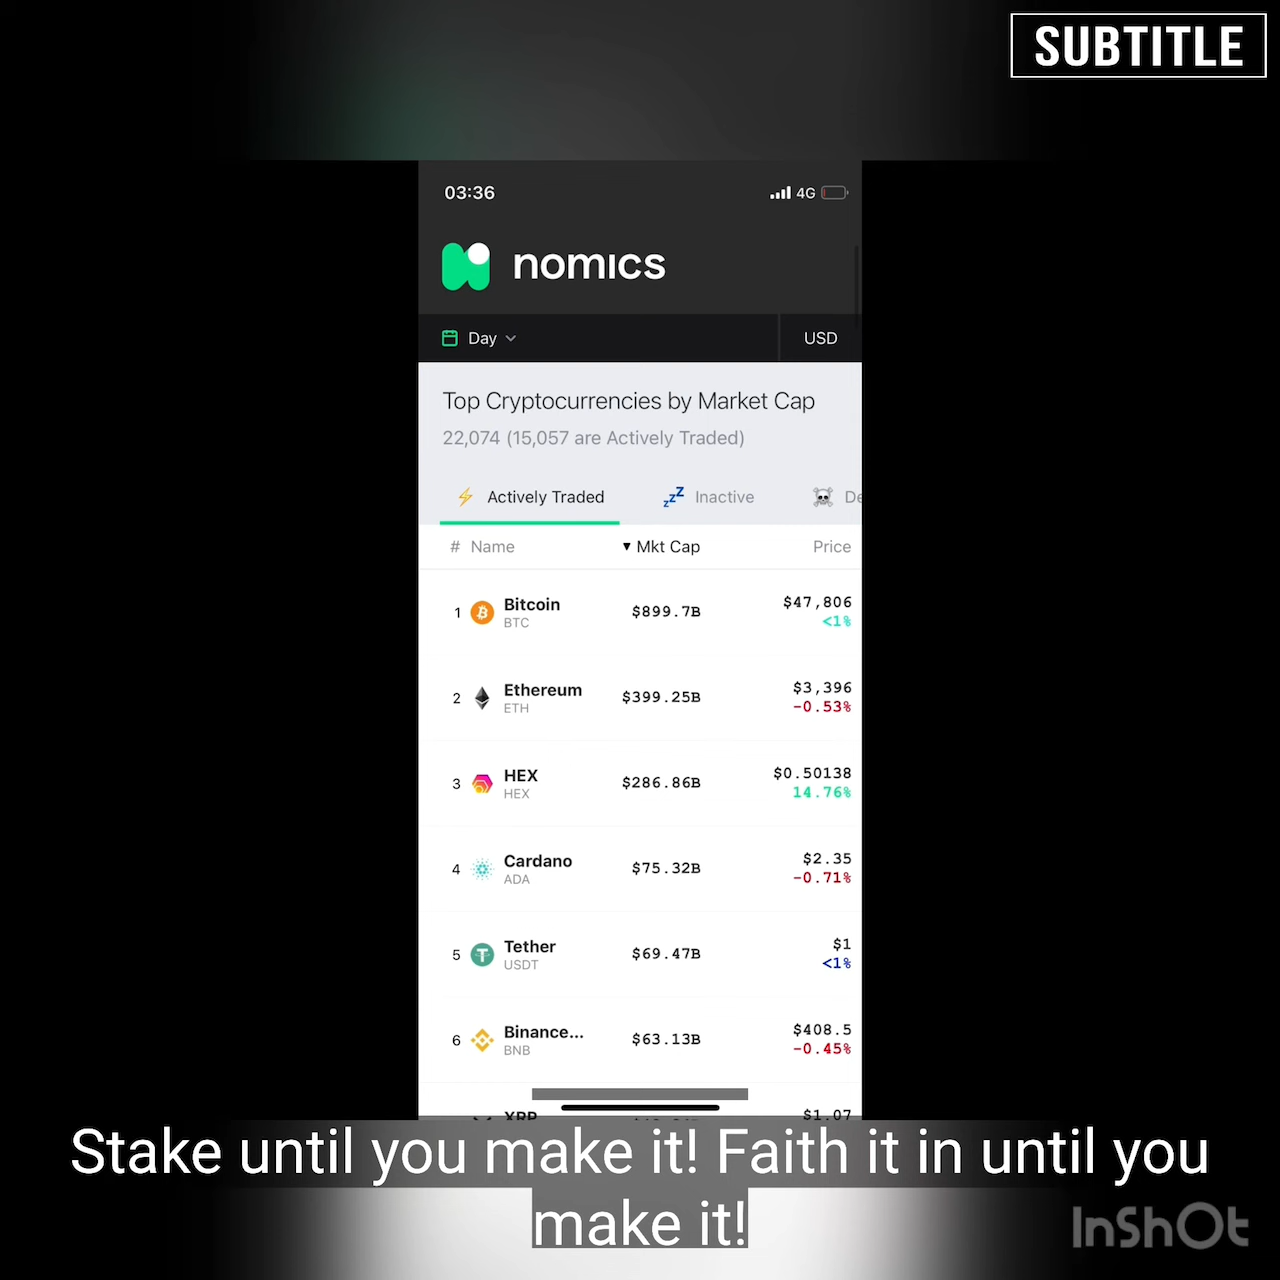 SUBTITLE
03:36 4G
nomics
Day USD
Top Cryptocurrencies by Market Cap
22,074 (15,057 are Actively Traded)
Actively Traded Inactive De
# Name ▼ Mkt Cap Price
1 Bitcoin BTC $899.7B $47,806 <1%
2 Ethereum ETH $399.25B $3,396 -0.53%
3 HEX HEX $286.86B $0.50138 14.76%
4 Cardano ADA $75.32B $2.35 -0.71%
5 Tether USDT $69.47B $1 <1%
6 Binance... BNB $63.13B $408.5 -0.45%
XRP $1.07
Stake until you make it! Faith it in until you
make it!
InShOt